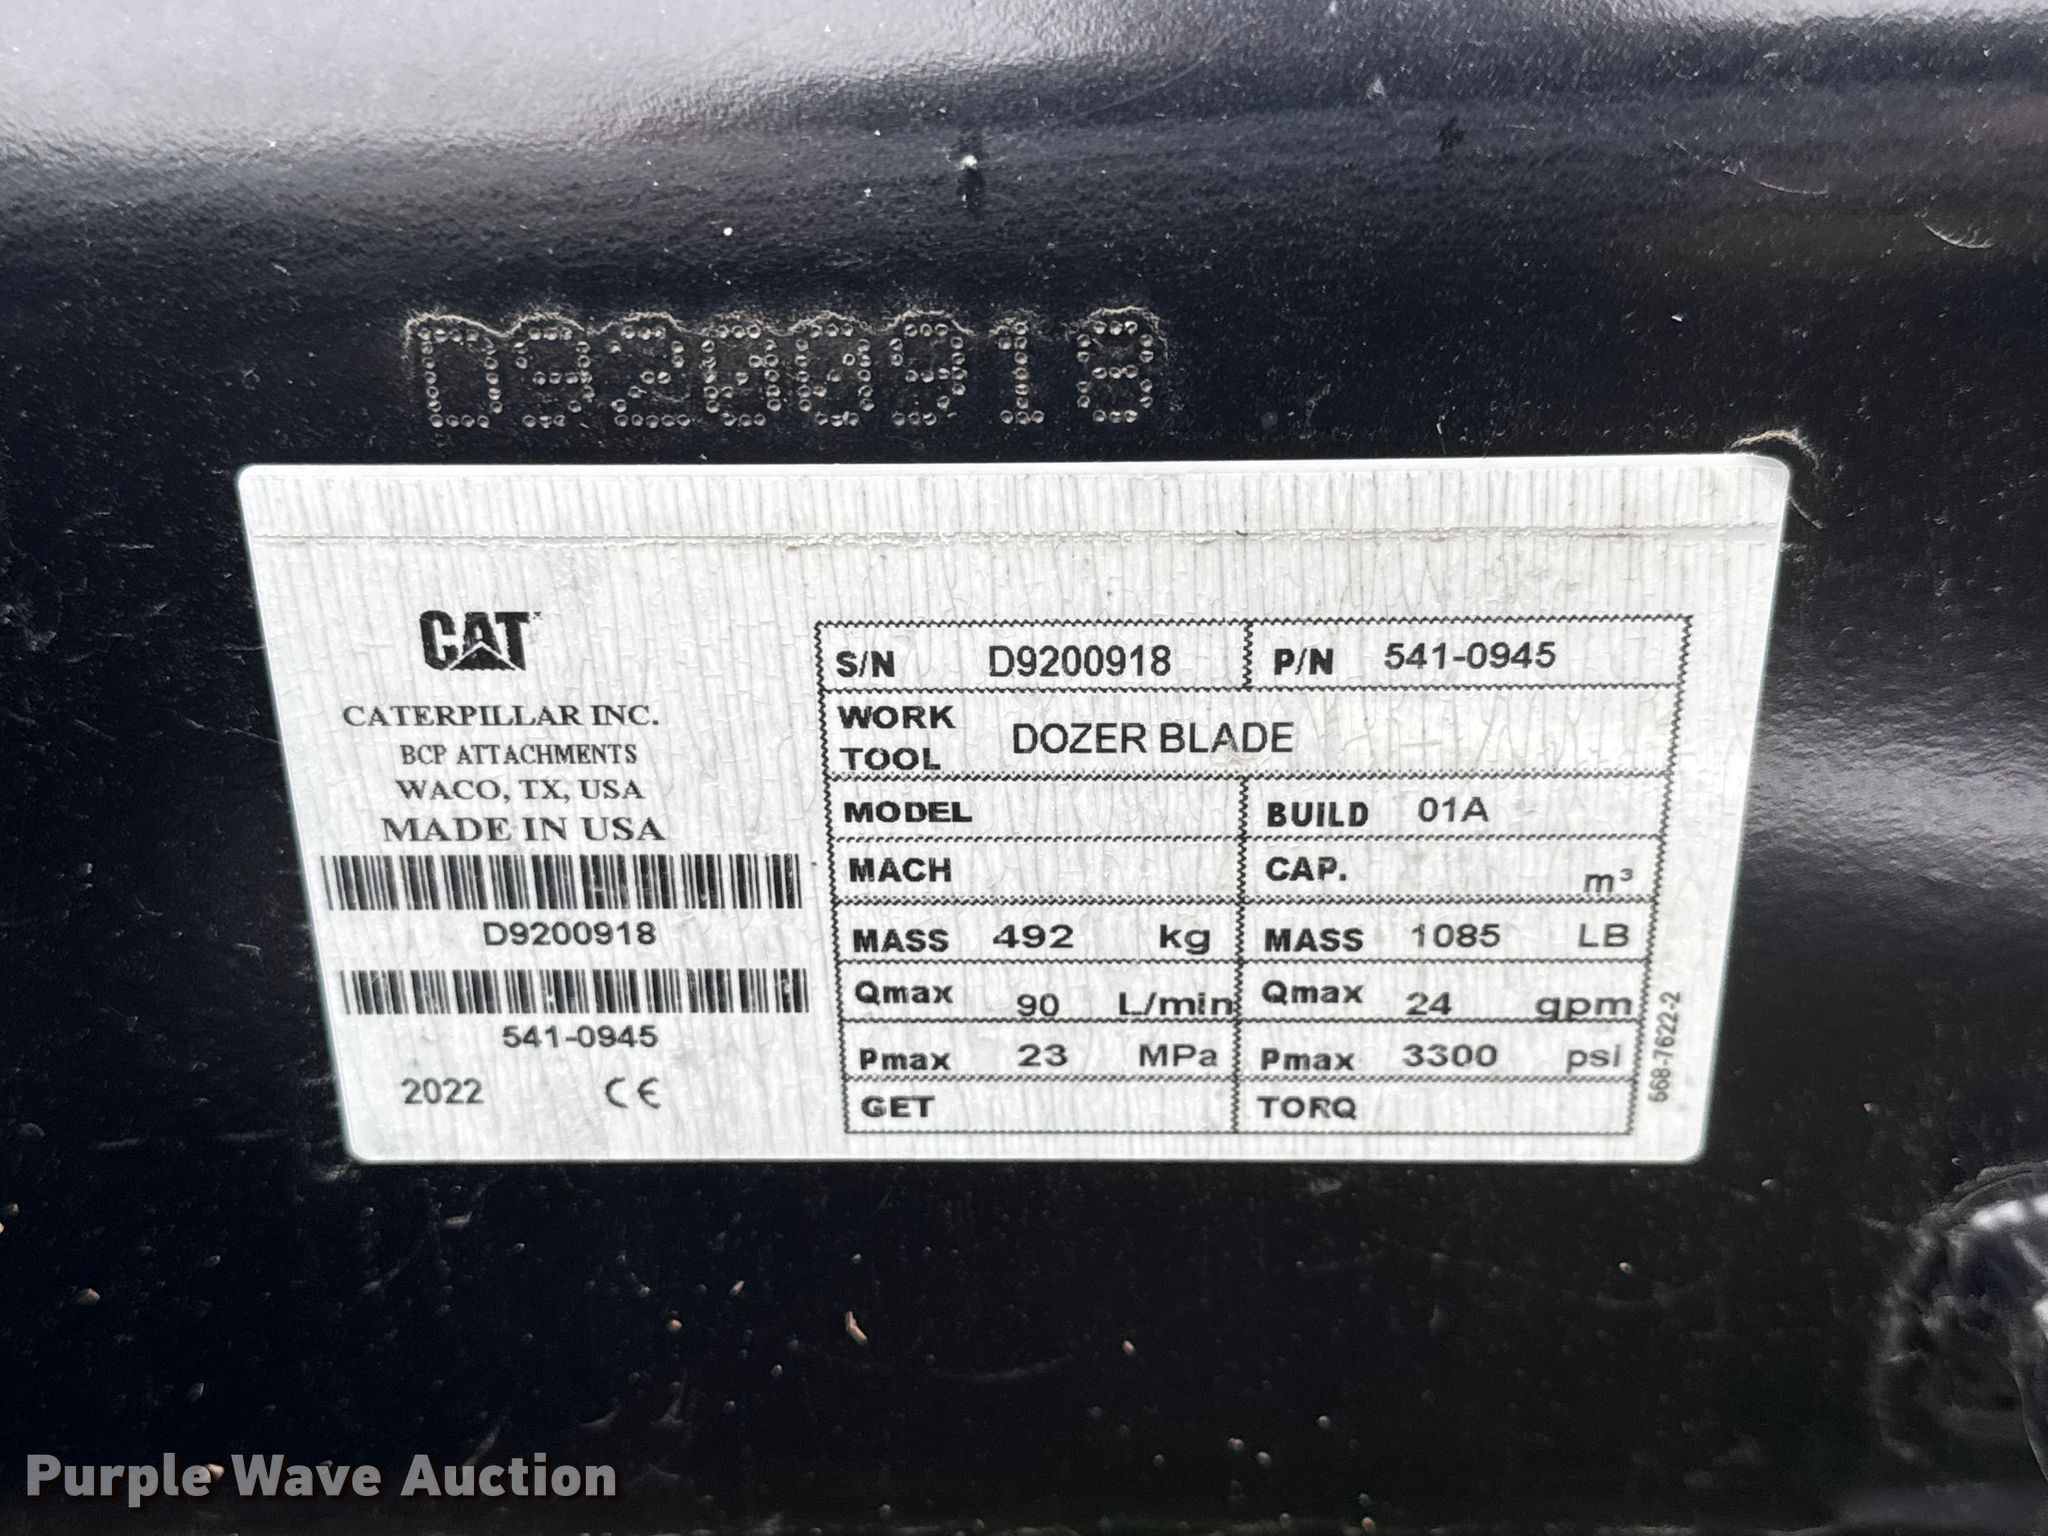 D9200918
CAT
CATERPILLAR INC.
BCP ATTACHMENTS
WACO, TX, USA
MADE IN USA
D9200918
541-0945
2022 CE
S/N D9200918 P/N 541-0945
WORK TOOL DOZER BLADE
MODEL BUILD 01A
MACH CAP. m³
MASS 492 kg MASS 1085 LB
Qmax 90 L/min Qmax 24 gpm
Pmax 23 MPa Pmax 3300 psi
GET TORQ
568-7622-2
Purple Wave Auction